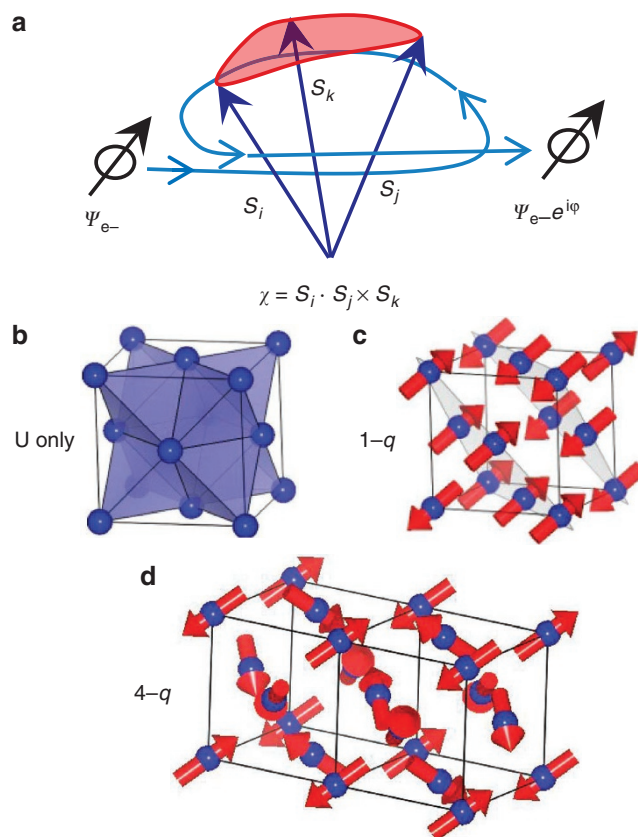 a
S_k
S_i
S_j
Ψ_e–
Ψ_e–e^iφ
χ = S_i · S_j × S_k
b
c
U only
1–q
d
4–q